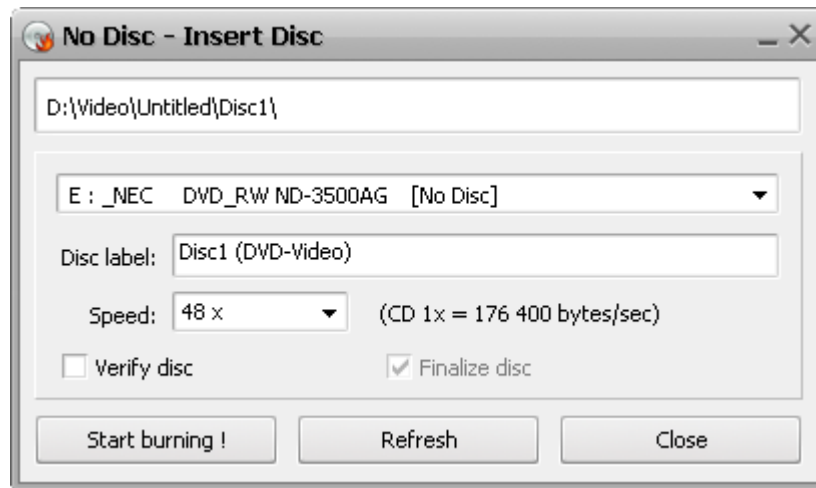 No Disc - Insert Disc
D:\Video\Untitled\Disc1\
E : _NEC DVD_RW ND-3500AG [No Disc]
Disc label: Disc1 (DVD-Video)
Speed: 48 x (CD 1x = 176 400 bytes/sec)
Verify disc Finalize disc
Start burning ! Refresh Close